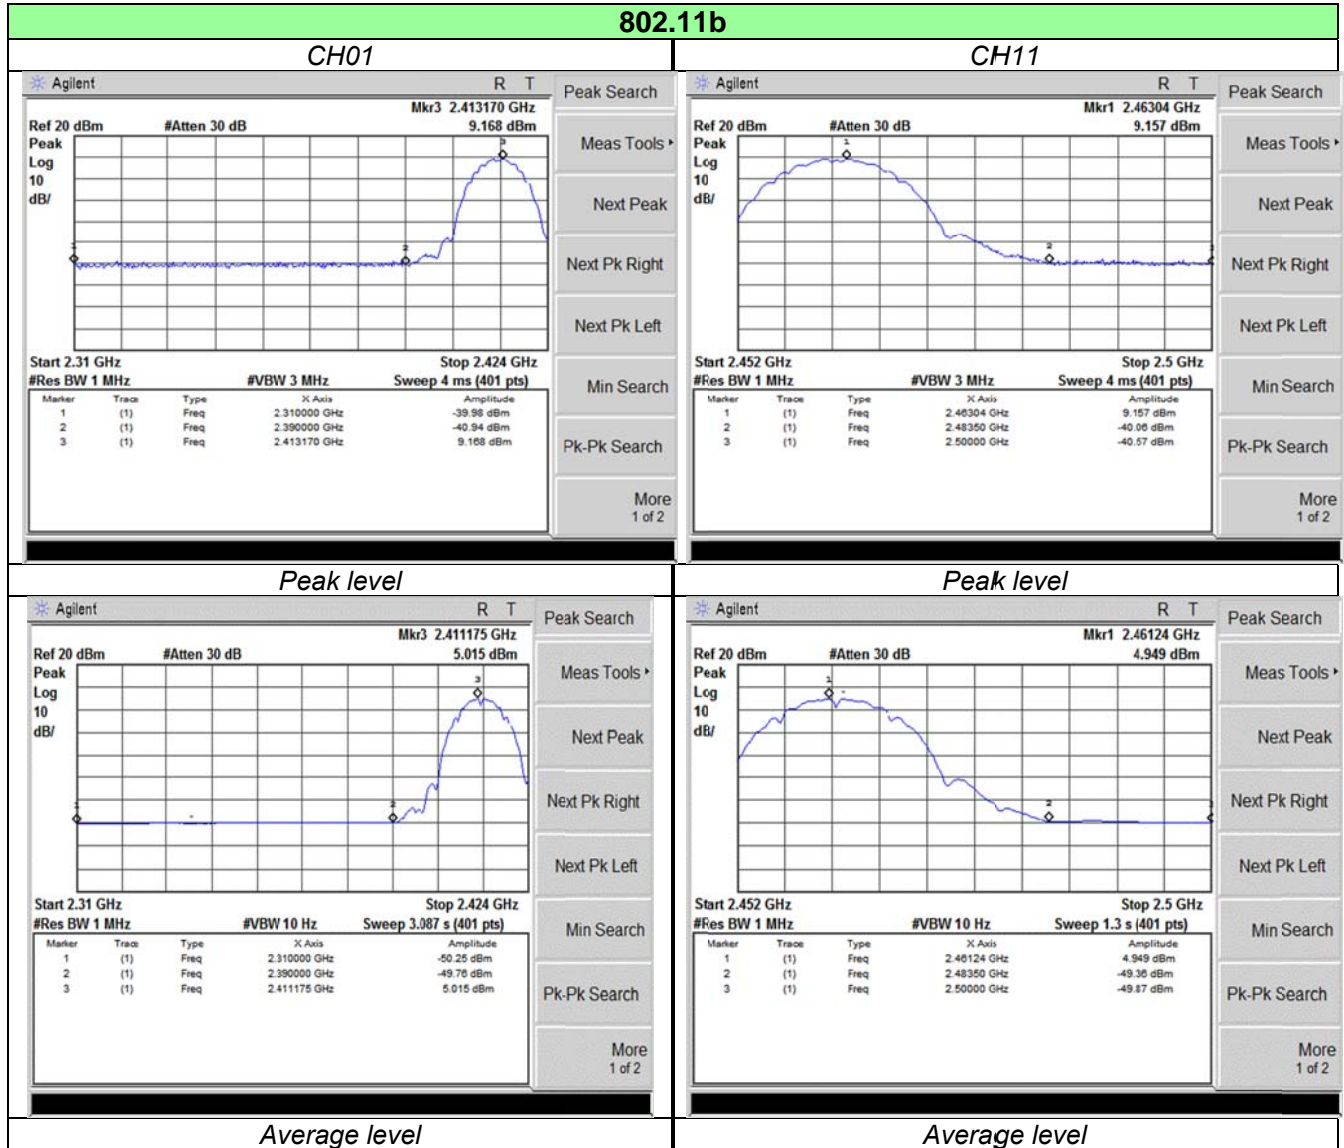 802.11b
CH01
CH11
Agilent R T
Mkr3 2.413170 GHz
Ref 20 dBm #Atten 30 dB 9.168 dBm
Peak
Log
10
dB/
3
1
2
Start 2.31 GHz Stop 2.424 GHz
#Res BW 1 MHz #VBW 3 MHz Sweep 4 ms (401 pts)
Marker Trace Type X Axis Amplitude
1 (1) Freq 2.310000 GHz -39.98 dBm
2 (1) Freq 2.390000 GHz -40.94 dBm
3 (1) Freq 2.413170 GHz 9.168 dBm
Peak Search
Meas Tools
Next Peak
Next Pk Right
Next Pk Left
Min Search
Pk-Pk Search
More
1 of 2
Agilent R T
Mkr1 2.46304 GHz
Ref 20 dBm #Atten 30 dB 9.157 dBm
Peak
Log
10
dB/
1
2
3
Start 2.452 GHz Stop 2.5 GHz
#Res BW 1 MHz #VBW 3 MHz Sweep 4 ms (401 pts)
Marker Trace Type X Axis Amplitude
1 (1) Freq 2.46304 GHz 9.157 dBm
2 (1) Freq 2.48350 GHz -40.06 dBm
3 (1) Freq 2.50000 GHz -40.57 dBm
Peak Search
Meas Tools
Next Peak
Next Pk Right
Next Pk Left
Min Search
Pk-Pk Search
More
1 of 2
Peak level
Peak level
Agilent R T
Mkr3 2.411175 GHz
Ref 20 dBm #Atten 30 dB 5.015 dBm
Peak
Log
10
dB/
3
1
2
Start 2.31 GHz Stop 2.424 GHz
#Res BW 1 MHz #VBW 10 Hz Sweep 3.087 s (401 pts)
Marker Trace Type X Axis Amplitude
1 (1) Freq 2.310000 GHz -50.25 dBm
2 (1) Freq 2.390000 GHz -49.76 dBm
3 (1) Freq 2.411175 GHz 5.015 dBm
Peak Search
Meas Tools
Next Peak
Next Pk Right
Next Pk Left
Min Search
Pk-Pk Search
More
1 of 2
Agilent R T
Mkr1 2.46124 GHz
Ref 20 dBm #Atten 30 dB 4.949 dBm
Peak
Log
10
dB/
1
2
3
Start 2.452 GHz Stop 2.5 GHz
#Res BW 1 MHz #VBW 10 Hz Sweep 1.3 s (401 pts)
Marker Trace Type X Axis Amplitude
1 (1) Freq 2.46124 GHz 4.949 dBm
2 (1) Freq 2.48350 GHz -49.36 dBm
3 (1) Freq 2.50000 GHz -49.87 dBm
Peak Search
Meas Tools
Next Peak
Next Pk Right
Next Pk Left
Min Search
Pk-Pk Search
More
1 of 2
Average level
Average level